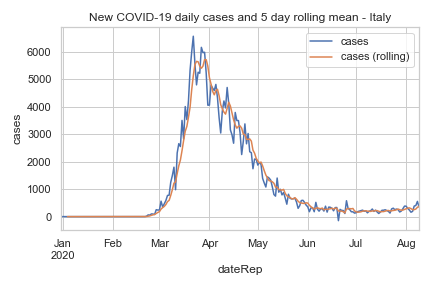 New COVID-19 daily cases and 5 day rolling mean - Italy
cases
cases (rolling)
6000
5000
4000
3000
2000
1000
0
cases
Jan Feb Mar Apr May Jun Jul Aug
2020
dateRep